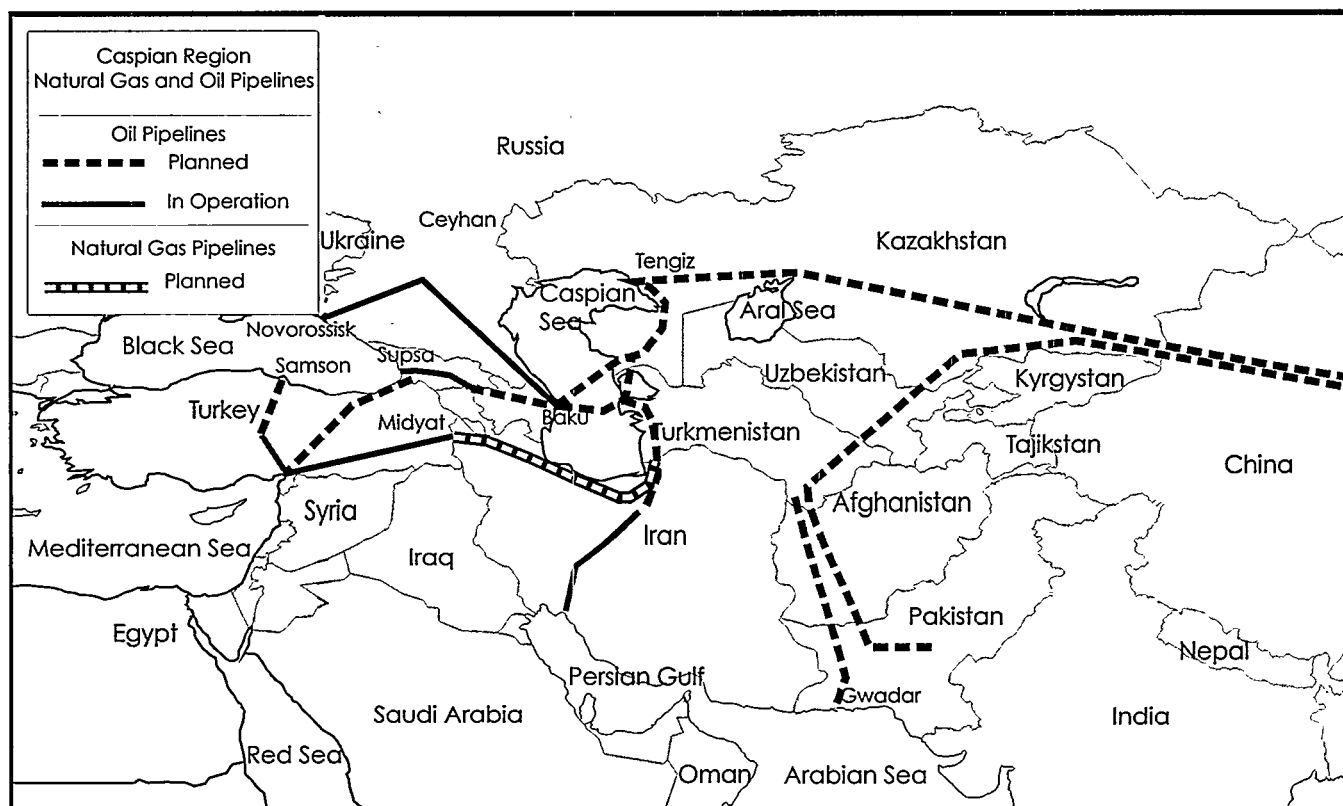 Caspian Region
Natural Gas and Oil Pipelines
Oil Pipelines
Planned
In Operation
Natural Gas Pipelines
Planned
Russia
Ceyhan
Ukraine
Kazakhstan
Tengiz
Caspian
Sea
Aral Sea
Novorossisk
Black Sea
Supsa
Samson
Uzbekistan
Kyrgystan
Turkey
Midyat
Baku
Turkmenistan
Tajikstan
China
Syria
Afghanistan
Iran
Mediterranean Sea
Iraq
Egypt
Pakistan
Nepal
Persian Gulf
Gwadar
Saudi Arabia
India
Red Sea
Oman
Arabian Sea